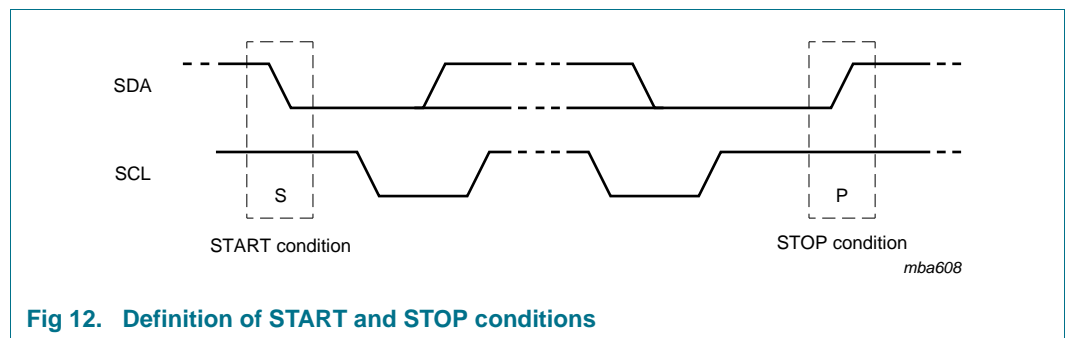 SDA
SCL
S
P
START condition
STOP condition
mba608
Fig 12. Definition of START and STOP conditions